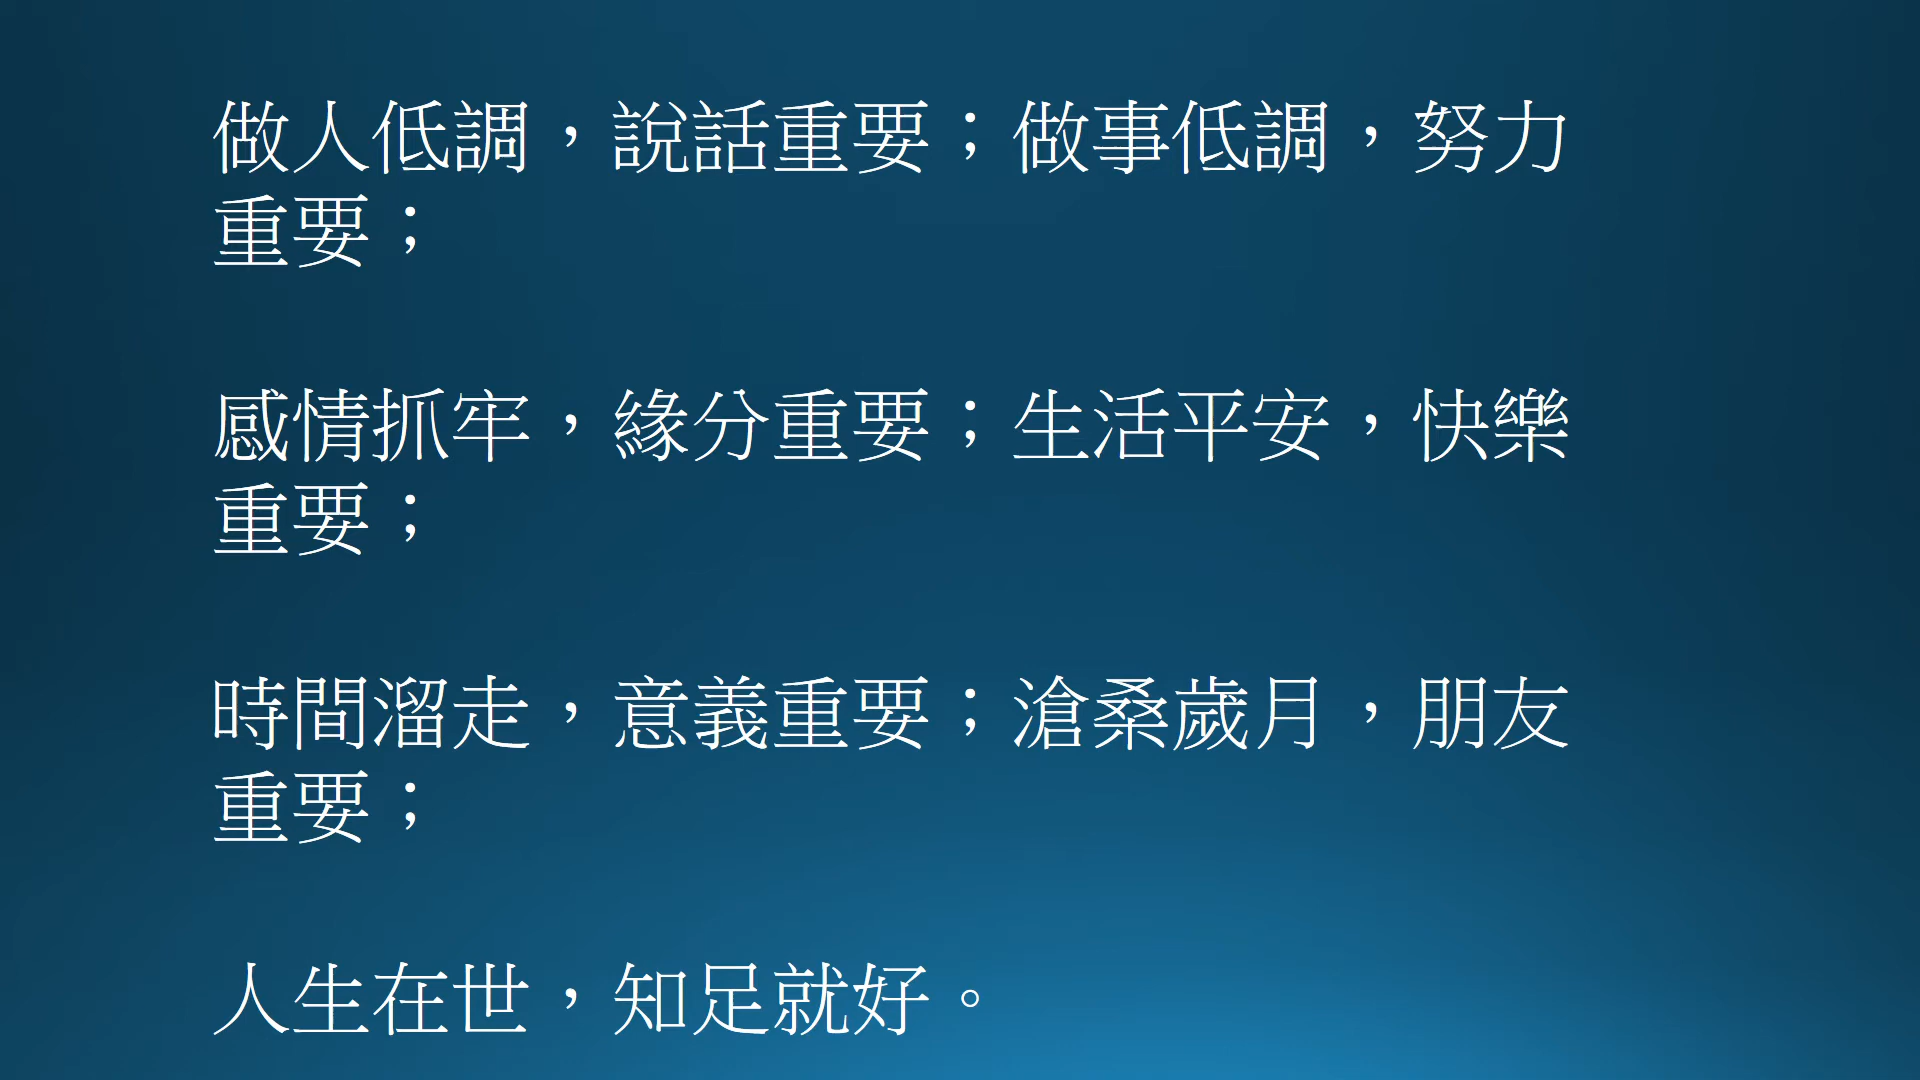 做人低調，說話重要；做事低調，努力
重要；
感情抓牢，緣分重要；生活平安，快樂
重要；
時間溜走，意義重要；滄桑歲月，朋友
重要；
人生在世，知足就好。